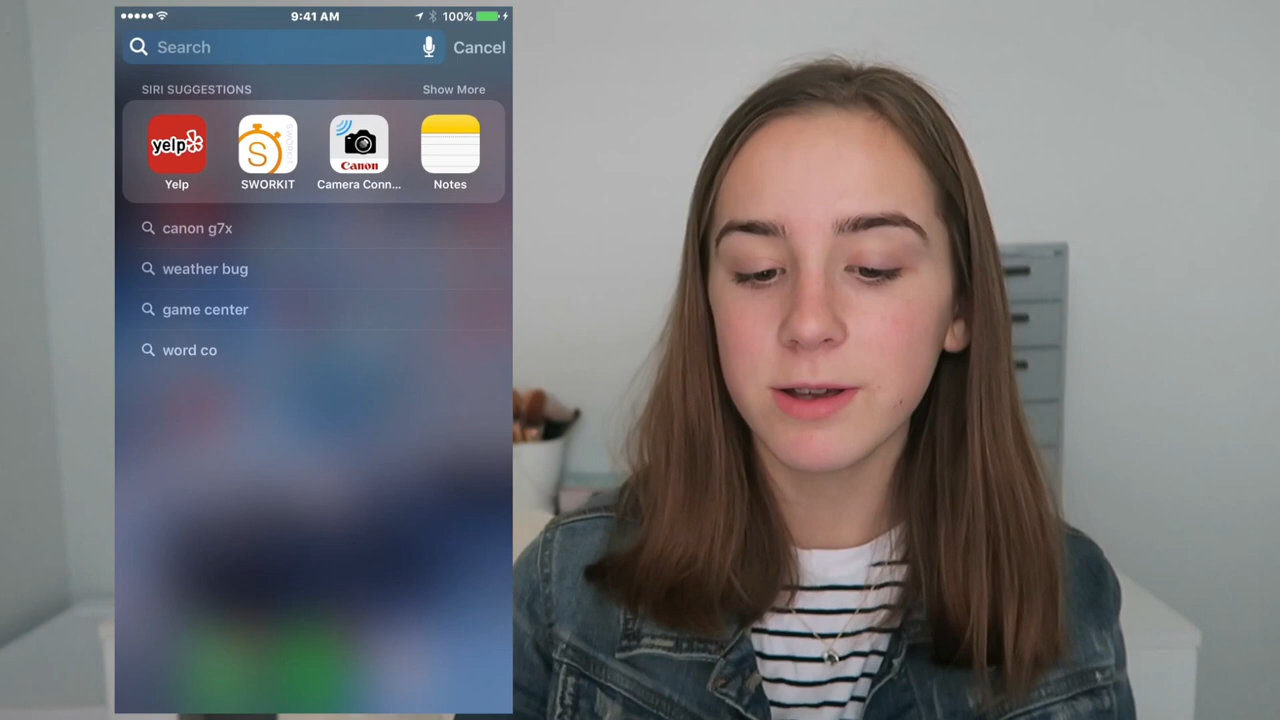 9:41 AM 100%
Search Cancel
SIRI SUGGESTIONS Show More
yelp S SWORKIT Canon
Yelp SWORKIT Camera Conn... Notes
canon g7x
weather bug
game center
word co